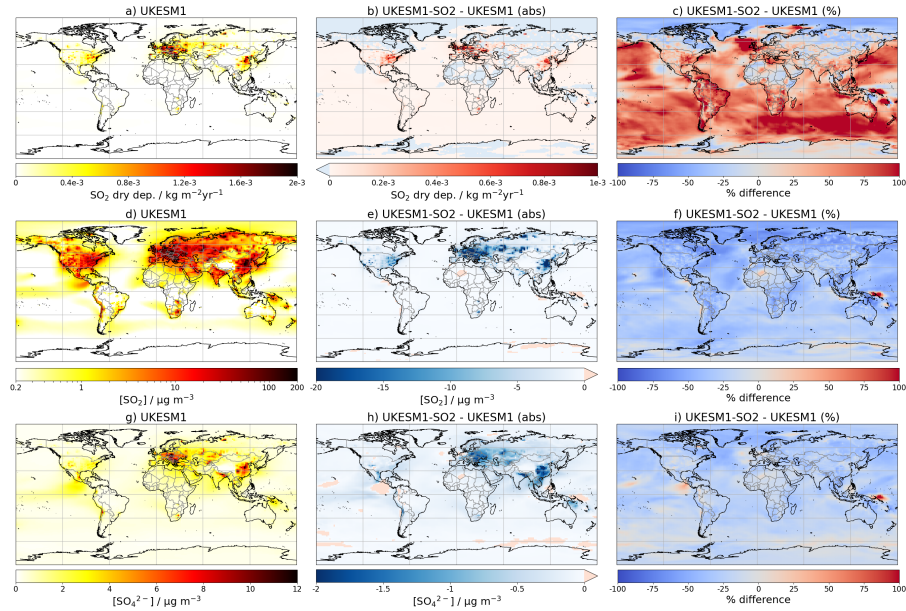 a) UKESM1
b) UKESM1-SO2 - UKESM1 (abs)
c) UKESM1-SO2 - UKESM1 (%)
0 0.4e-3 1.2e-3 1.6e-3 2e-3
SO₂ dry dep. / kg m⁻²yr⁻¹
0 0.2e-3 0.6e-3 0.8e-3 1e-3
SO₂ dry dep. / kg m⁻²yr⁻¹
-100 -75 -50 -25 0 25 50 75 100
% difference
d) UKESM1
e) UKESM1-SO2 - UKESM1 (abs)
f) UKESM1-SO2 - UKESM1 (%)
0.2 1 10 100 200
[SO₂] / μg m⁻³
-20 -15 -10 -5 0
[SO₂] / μg m⁻³
-100 -75 -50 -25 0 25 50 75 100
% difference
g) UKESM1
h) UKESM1-SO2 - UKESM1 (abs)
i) UKESM1-SO2 - UKESM1 (%)
0 2 4 6 8 10 12
[SO₄²⁻] / μg m⁻³
-2 -1.5 -1 -0.5 0
[SO₄²⁻] / μg m⁻³
-100 -75 -50 -25 0 25 50 75 100
% difference